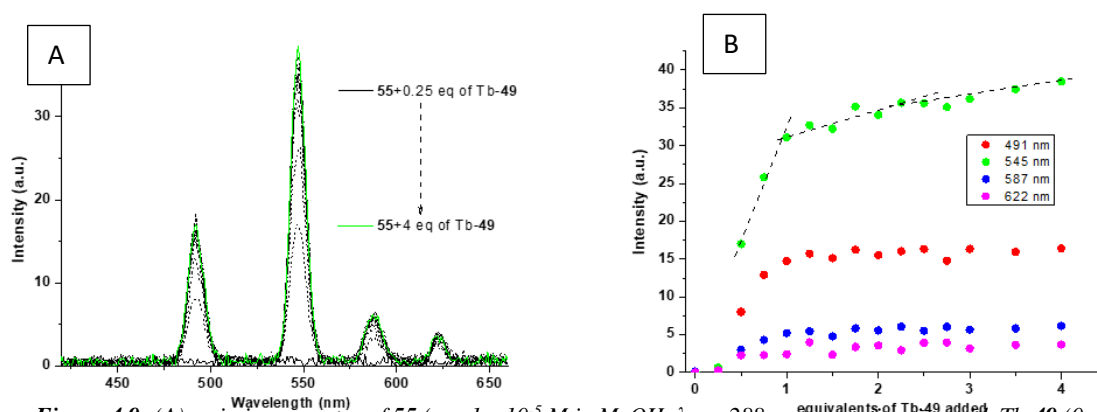 A
B
55+0.25 eq of Tb-49
55+4 eq of Tb-49
Intensity (a.u.)
30
20
10
0
450
500
550
600
650
Wavelength (nm)
Intensity (a.u.)
40
35
30
25
20
15
10
5
0
491 nm
545 nm
587 nm
622 nm
0
1
2
3
4
equivalents of Tb-49 added